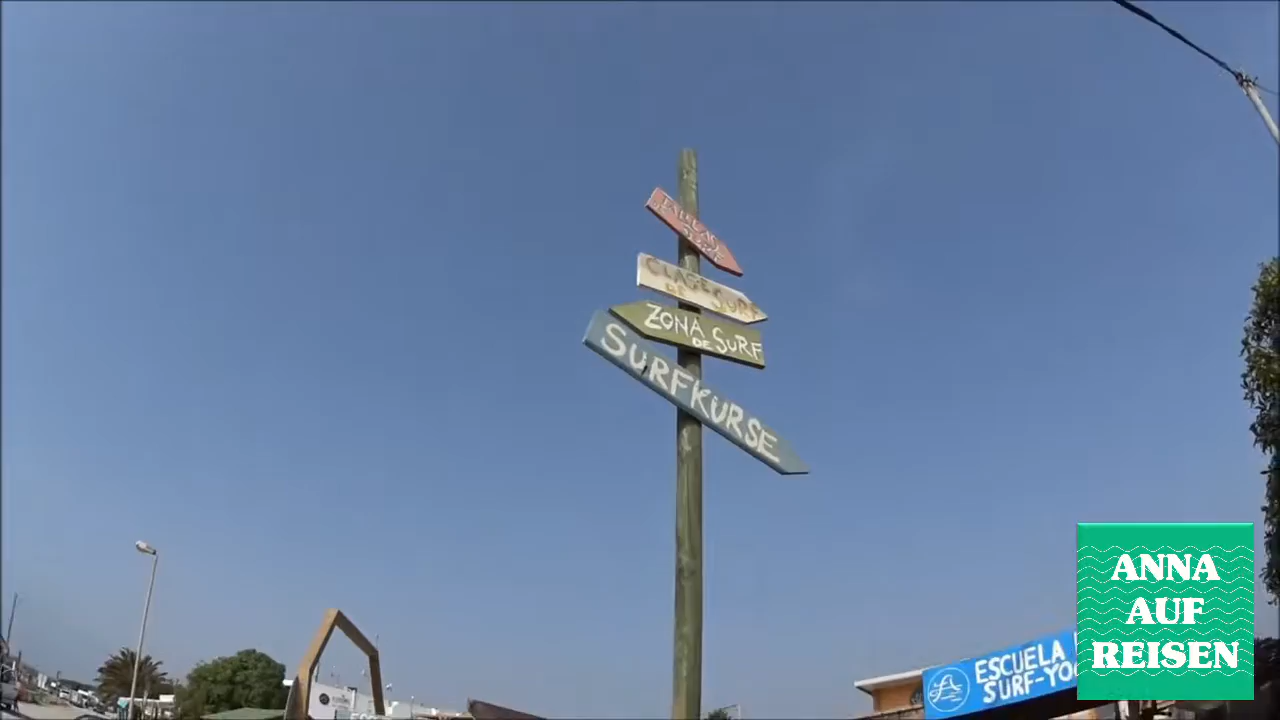 CLASES
DE SURF
ZONA
DE SURF
SURFKURSE
ESCUELA
SURF-YO
ANNA
AUF
REISEN